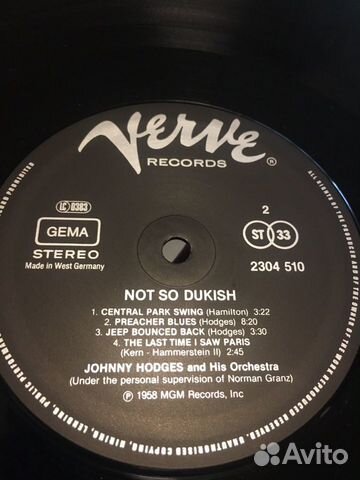 Verve
RECORDS ®
LC 0383
GEMA
STEREO
Made in West Germany
2
ST 33
2304 510
NOT SO DUKISH
1. CENTRAL PARK SWING (Hamilton) 3:22
2. PREACHER BLUES (Hodges) 8:20
3. JEEP BOUNCED BACK (Hodges) 3:30
4. THE LAST TIME I SAW PARIS
(Kern - Hammerstein II) 2:45
JOHNNY HODGES and His Orchestra
(Under the personal supervision of Norman Granz)
℗ 1958 MGM Records, Inc
Avito